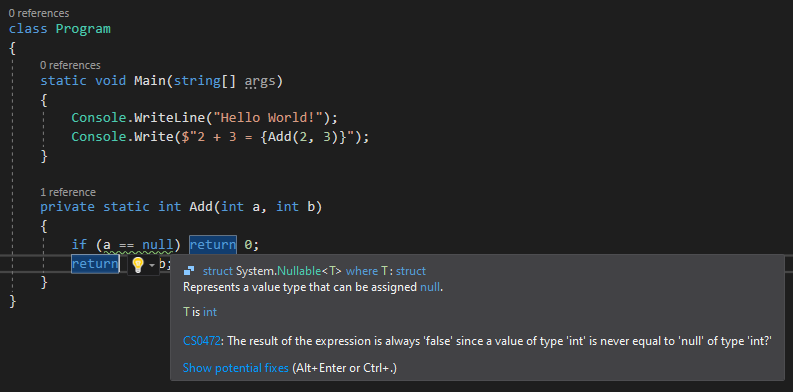 0 references
class Program
{
0 references
static void Main(string[] args)
{
Console.WriteLine("Hello World!");
Console.Write($"2 + 3 = {Add(2, 3)}");
}
1 reference
private static int Add(int a, int b)
{
if (a == null) return 0;
return b;
}
}
struct System.Nullable<T> where T : struct
Represents a value type that can be assigned null.
T is int
CS0472: The result of the expression is always 'false' since a value of type 'int' is never equal to 'null' of type 'int?'
Show potential fixes (Alt+Enter or Ctrl+.)